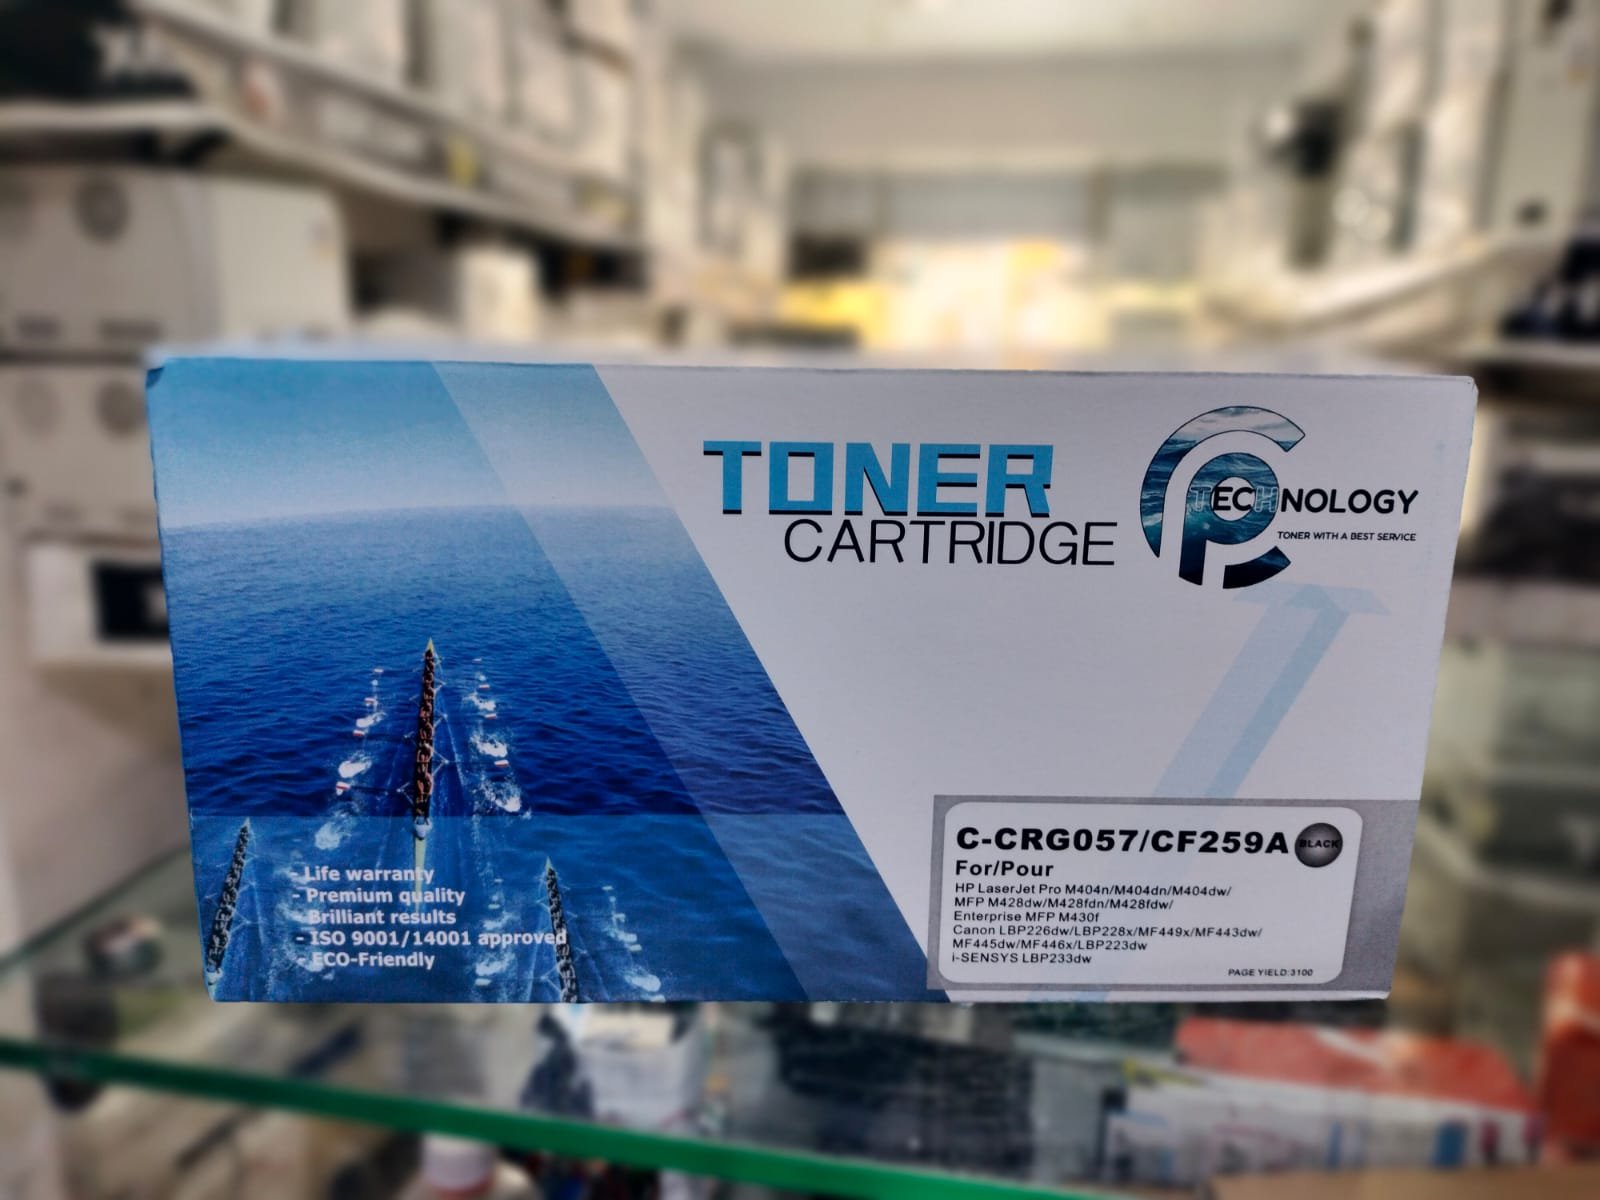 TONER
CARTRIDGE
CP
TECHNOLOGY
TONER WITH A BEST SERVICE
- Life warranty
- Premium quality
- Brilliant results
- ISO 9001/14001 approved
- ECO-Friendly
C-CRG057/CF259A BLACK
For/Pour
HP LaserJet Pro M404n/M404dn/M404dw/
MFP M428dw/M428fdn/M428fdw/
Enterprise MFP M430f
Canon LBP226dw/LBP228x/MF449x/MF443dw/
MF445dw/MF446x/LBP223dw
i-SENSYS LBP233dw
PAGE YIELD:3100